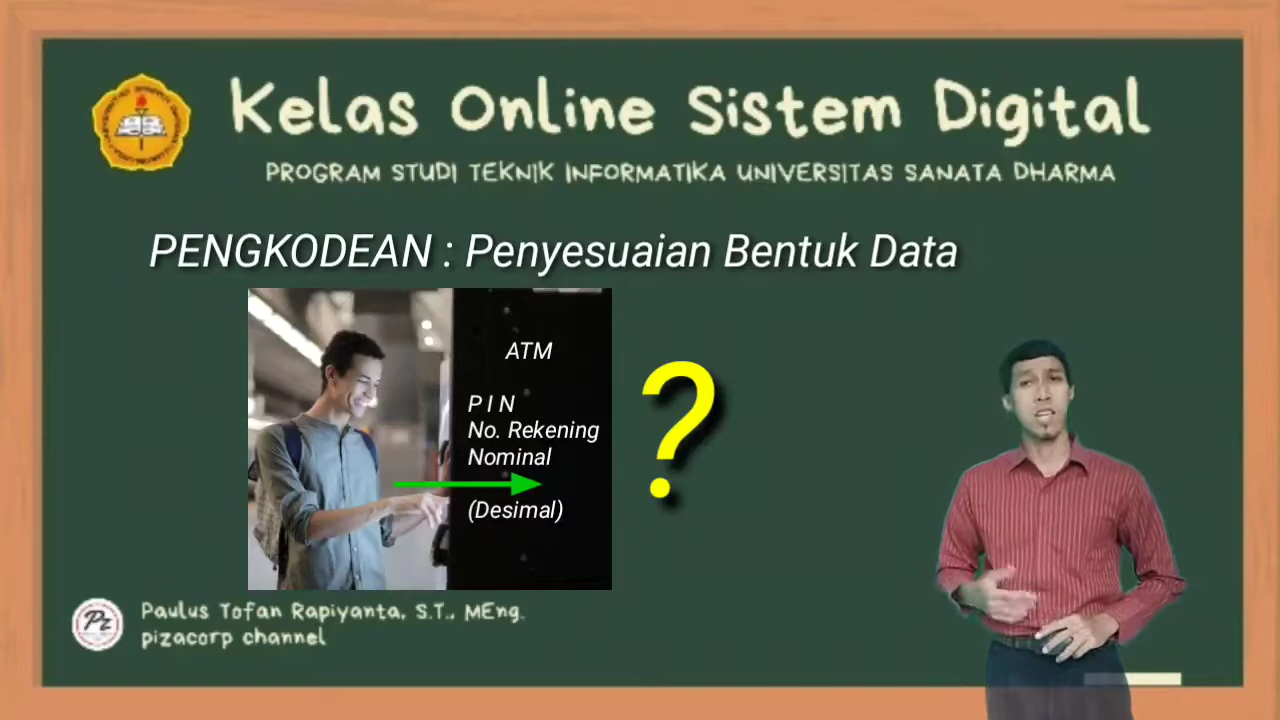 Kelas Online Sistem Digital
PROGRAM STUDI TEKNIK INFORMATIKA UNIVERSITAS SANATA DHARMA
PENGKODEAN : Penyesuaian Bentuk Data
ATM
P I N
No. Rekening
Nominal
(Desimal)
?
Paulus Tofan Rapiyanta, S.T., MEng.
pizacorp channel
Pz